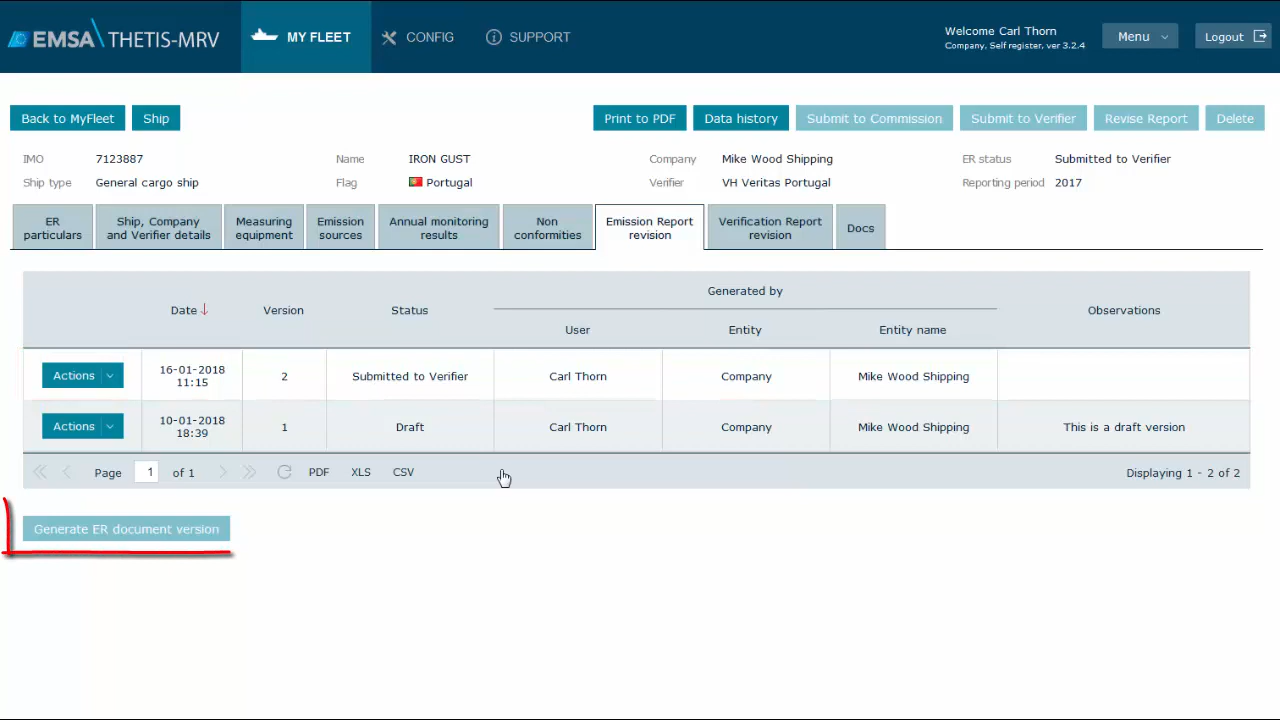 EMSA THETIS-MRV
MY FLEET
CONFIG
SUPPORT
Welcome Carl Thorn
Company, Self register, ver 3.2.4
Menu
Logout
Back to MyFleet
Ship
Print to PDF
Data history
Submit to Commission
Submit to Verifier
Revise Report
Delete
IMO 7123887
Name IRON GUST
Company Mike Wood Shipping
ER status Submitted to Verifier
Ship type General cargo ship
Flag Portugal
Verifier VH Veritas Portugal
Reporting period 2017
ER
particulars
Ship, Company
and Verifier details
Measuring
equipment
Emission
sources
Annual monitoring
results
Non
conformities
Emission Report
revision
Verification Report
revision
Docs
Generated by
Date Version Status Observations
User Entity Entity name
Actions 16-01-2018
11:15
2 Submitted to Verifier Carl Thorn Company Mike Wood Shipping
Actions 10-01-2018
18:39
1 Draft Carl Thorn Company Mike Wood Shipping This is a draft version
Page 1 of 1 PDF XLS CSV Displaying 1 - 2 of 2
Generate ER document version